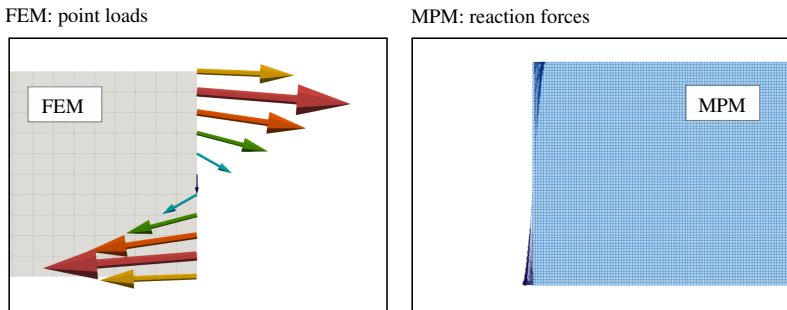 FEM: point loads
MPM: reaction forces
FEM
MPM